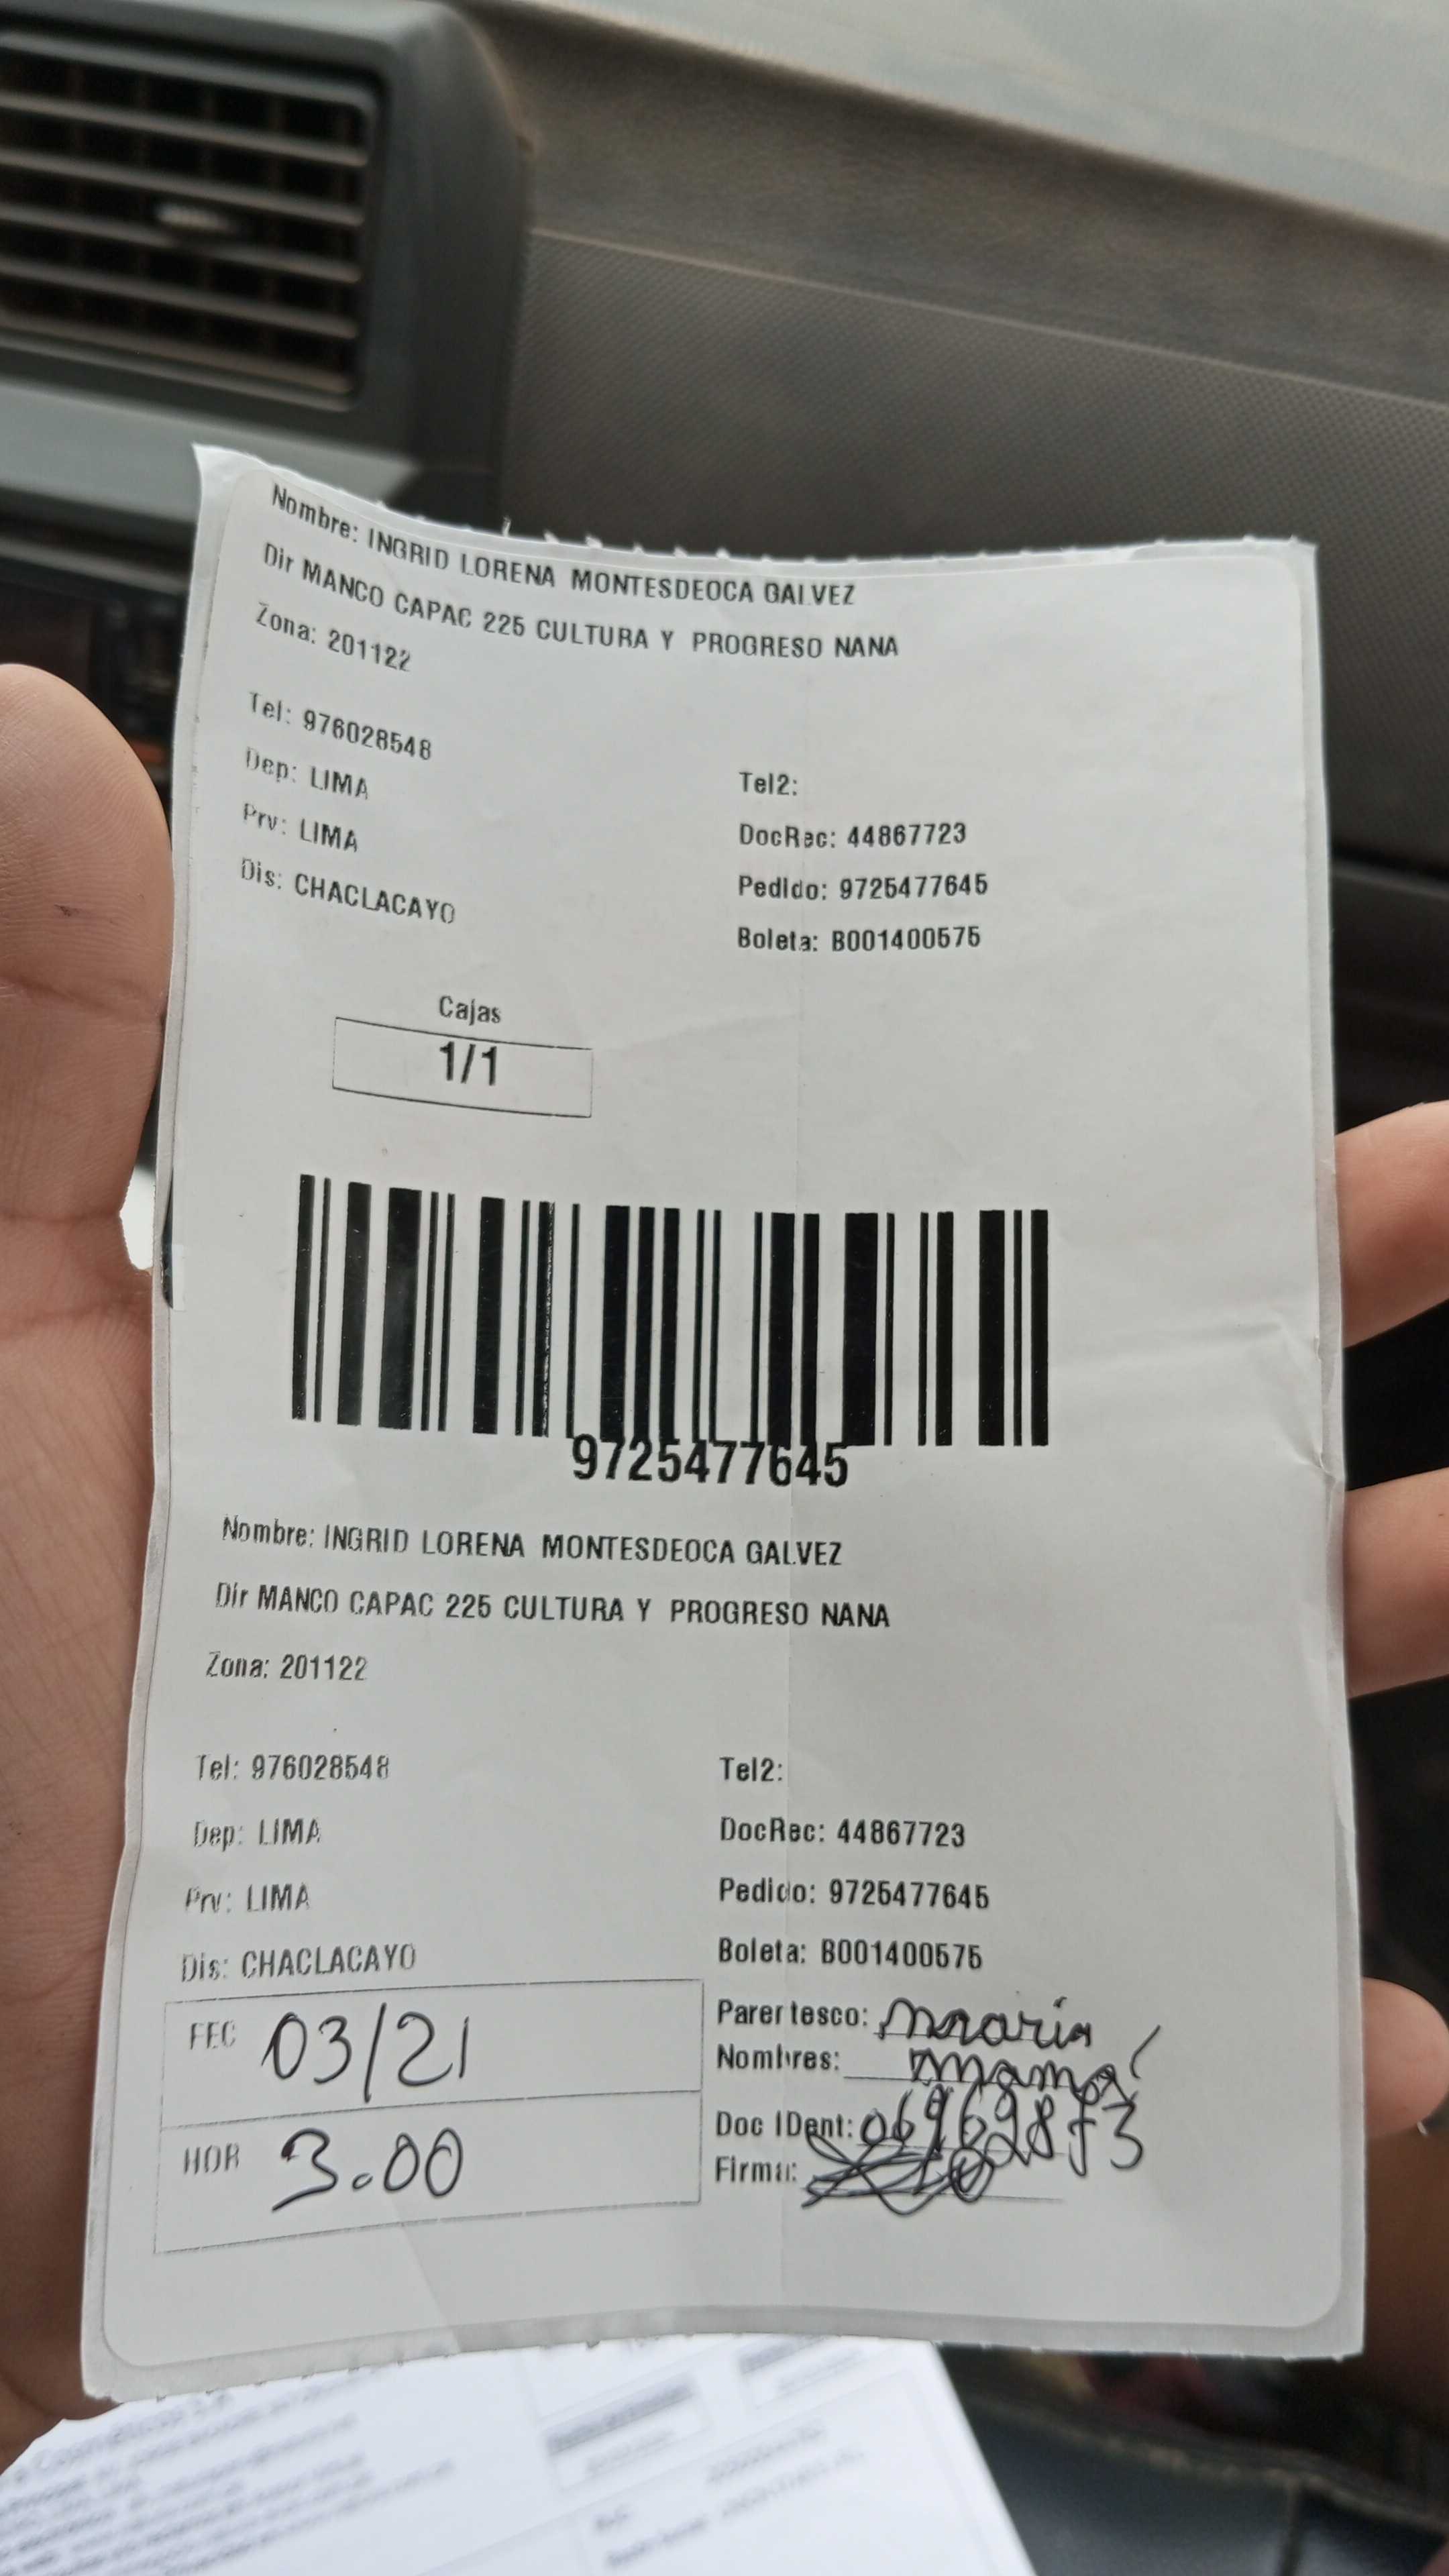 Nombre: INGRID LORENA MONTESDEOCA GALVEZ
Dir MANCO CAPAC 225 CULTURA Y PROGRESO NANA
Zona: 201122
Tel: 976028548
Tel2:
Dep: LIMA
DocRec: 44867723
Prv: LIMA
Pedido: 9725477645
Dis: CHACLACAYO
Boleta: B001400575
Cajas
1/1
9725477645
Nombre: INGRID LORENA MONTESDEOCA GALVEZ
Dir MANCO CAPAC 225 CULTURA Y PROGRESO NANA
Zona: 201122
Tel: 976028548
Tel2:
Dep: LIMA
DocRec: 44867723
Prv: LIMA
Pedido: 9725477645
Dis: CHACLACAYO
Boleta: B001400575
FEC 03/21
Parentesco: maria
Nombres: mamá
HOR 3.00
Doc IDent: 06969873
Firma: